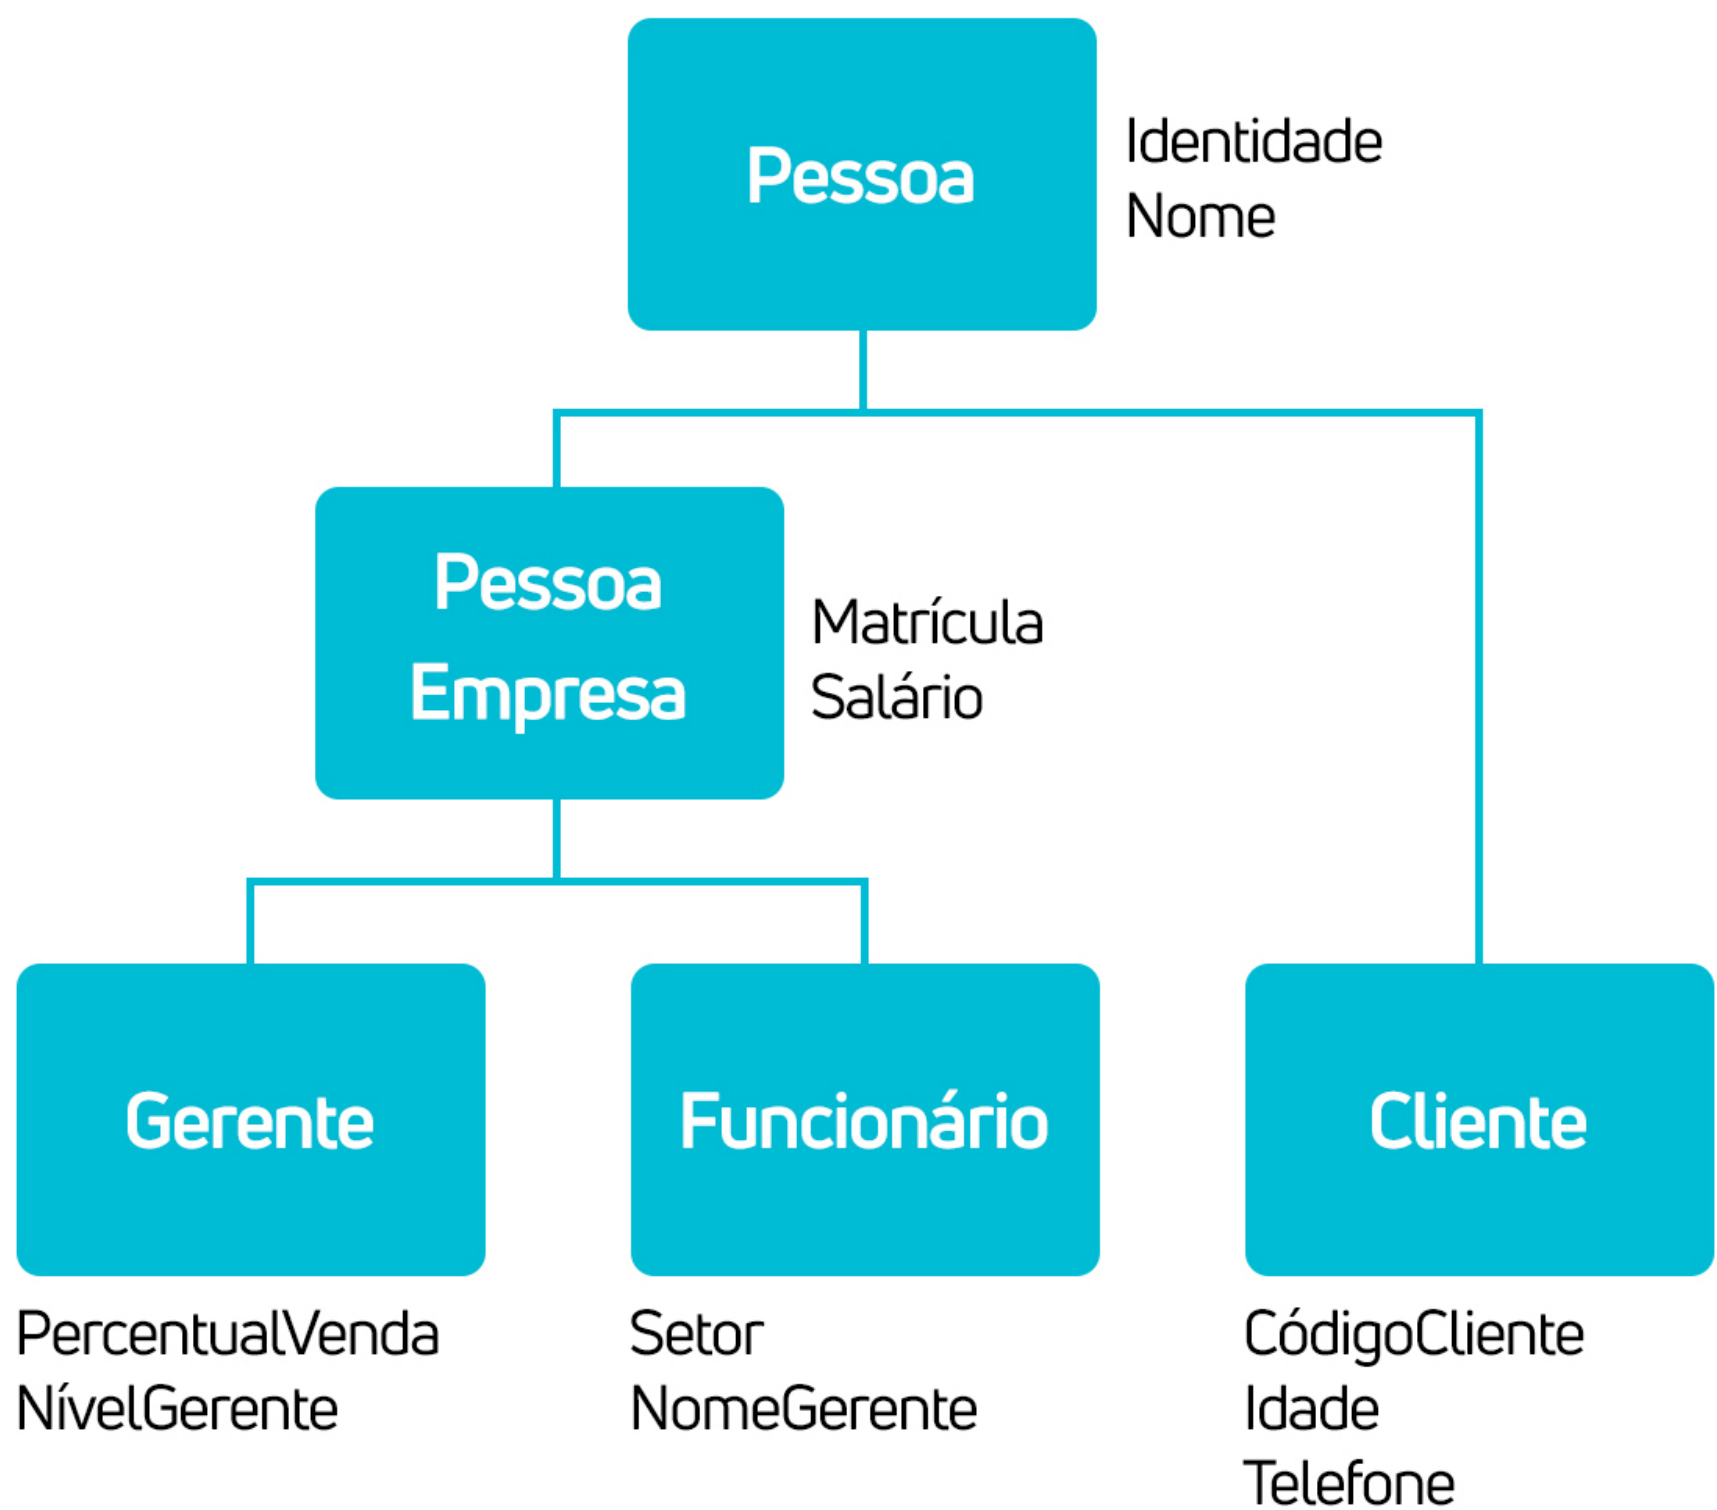 Pessoa
Identidade
Nome
Pessoa
Empresa
Matrícula
Salário
Gerente
Funcionário
Cliente
PercentualVenda
NívelGerente
Setor
NomeGerente
CódigoCliente
Idade
Telefone